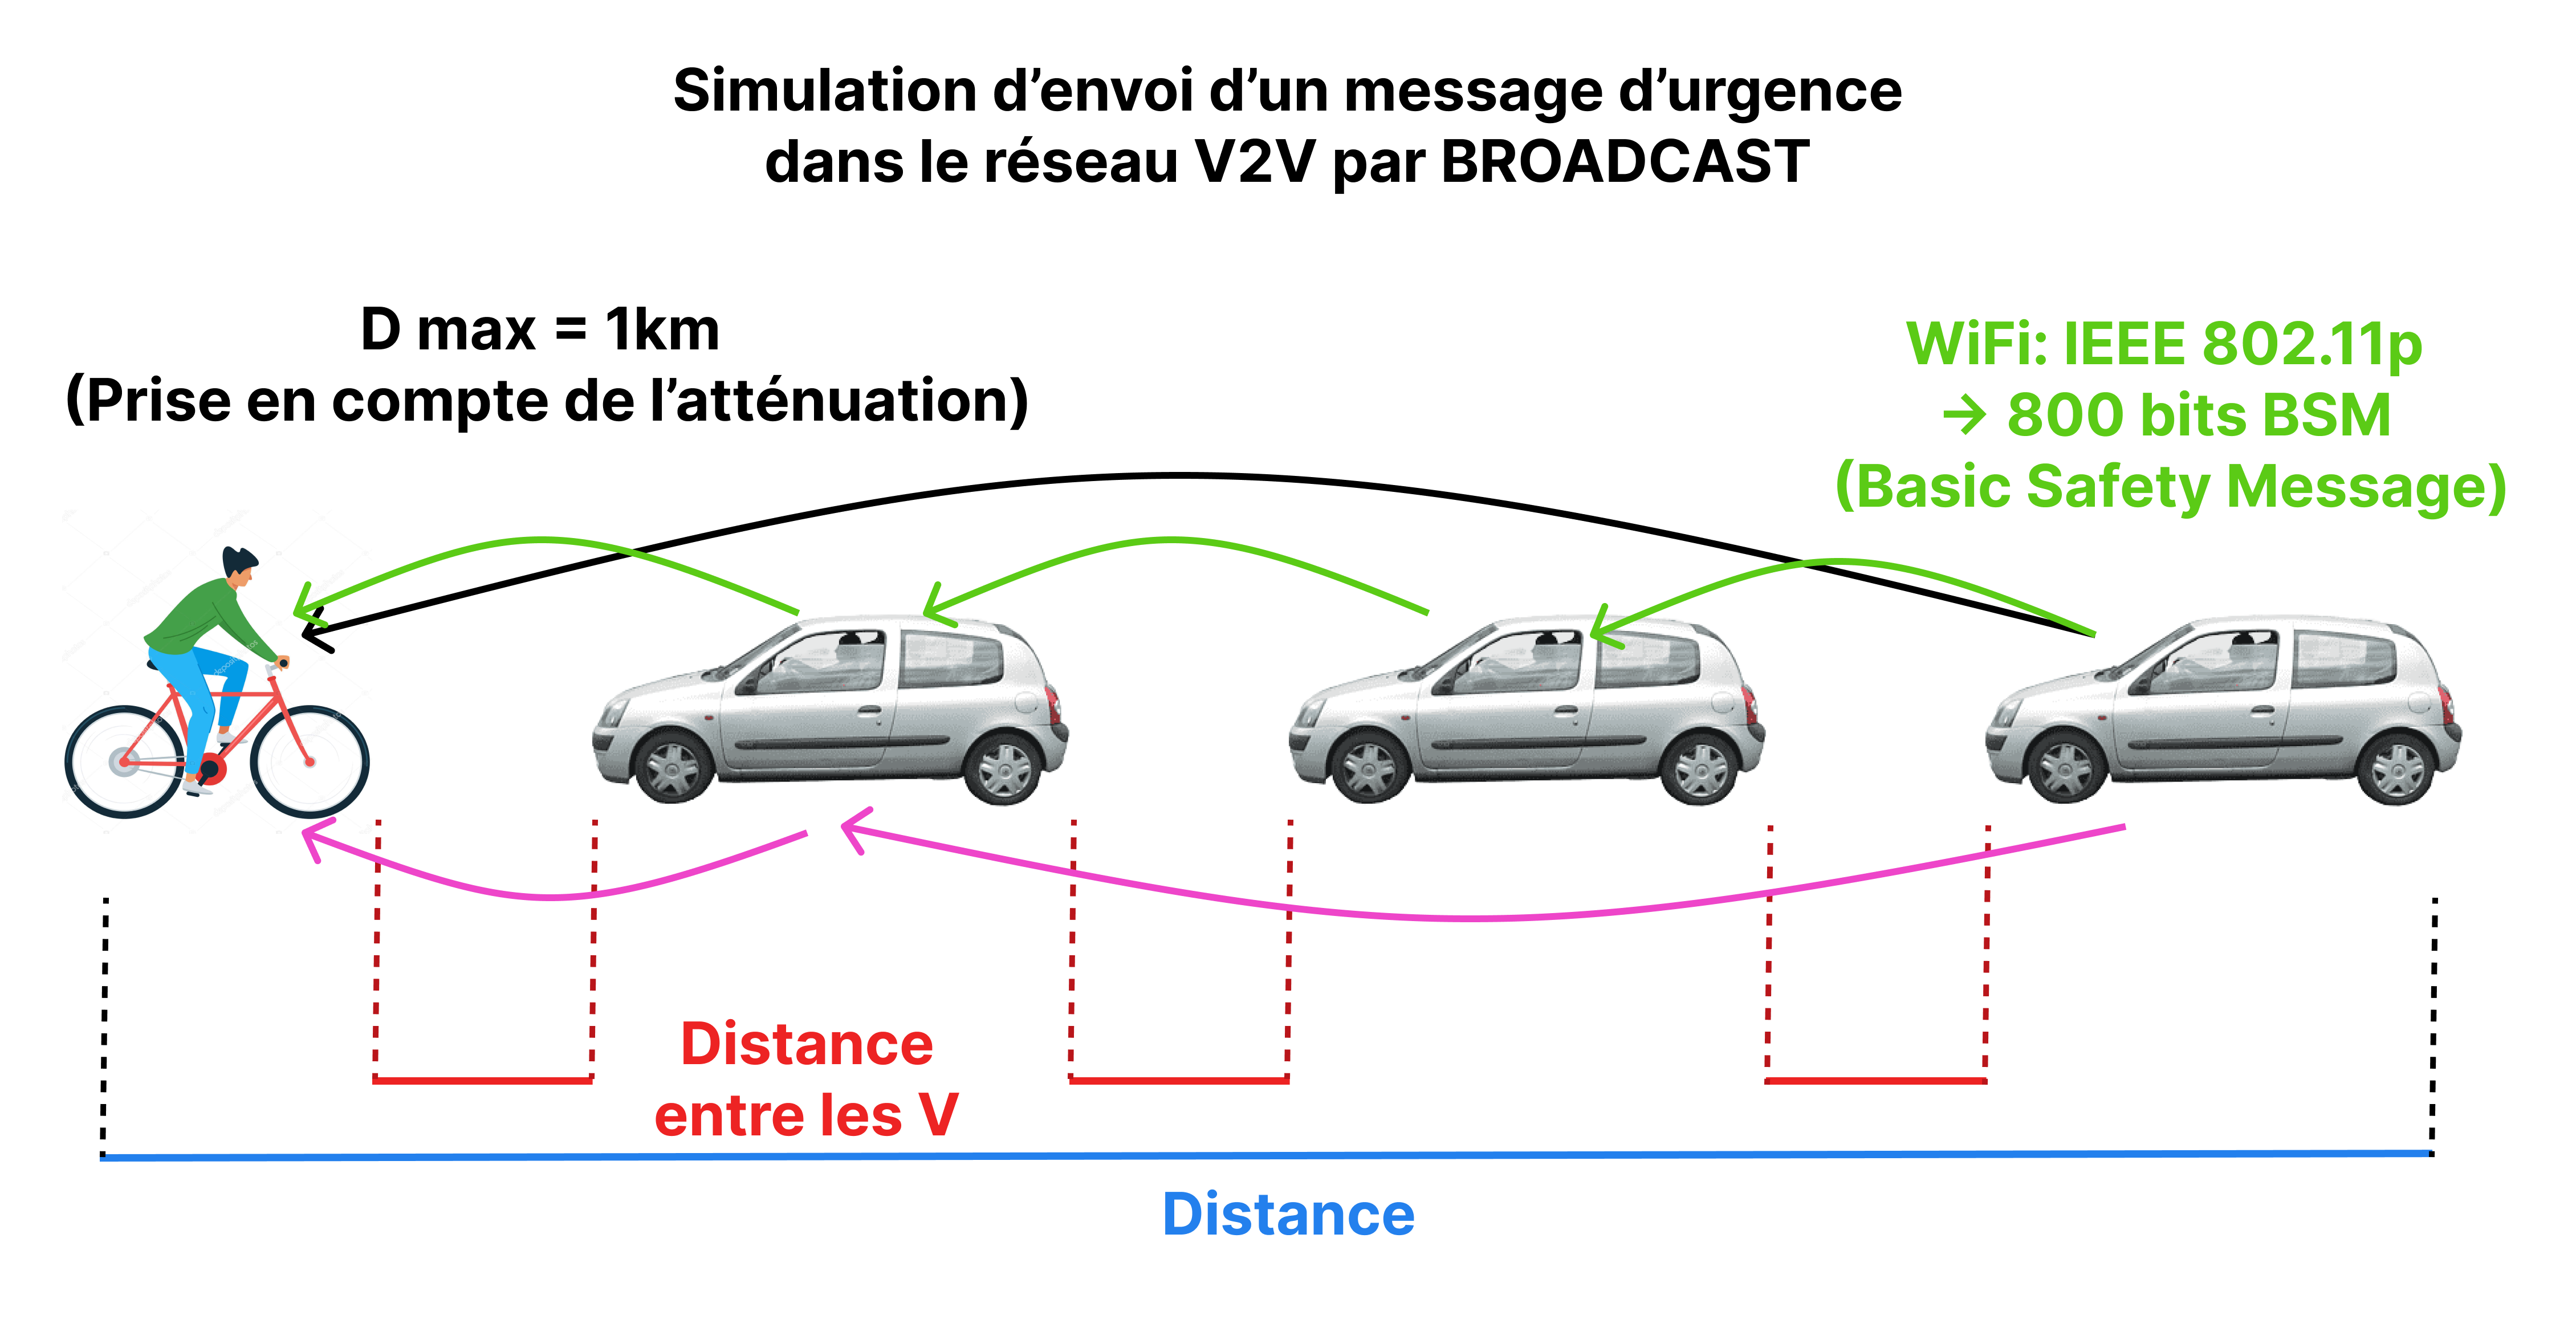 Simulation d’envoi d’un message d’urgence
dans le réseau V2V par BROADCAST
D max = 1km
(Prise en compte de l’atténuation)
WiFi: IEEE 802.11p
→ 800 bits BSM
(Basic Safety Message)
Distance
entre les V
Distance